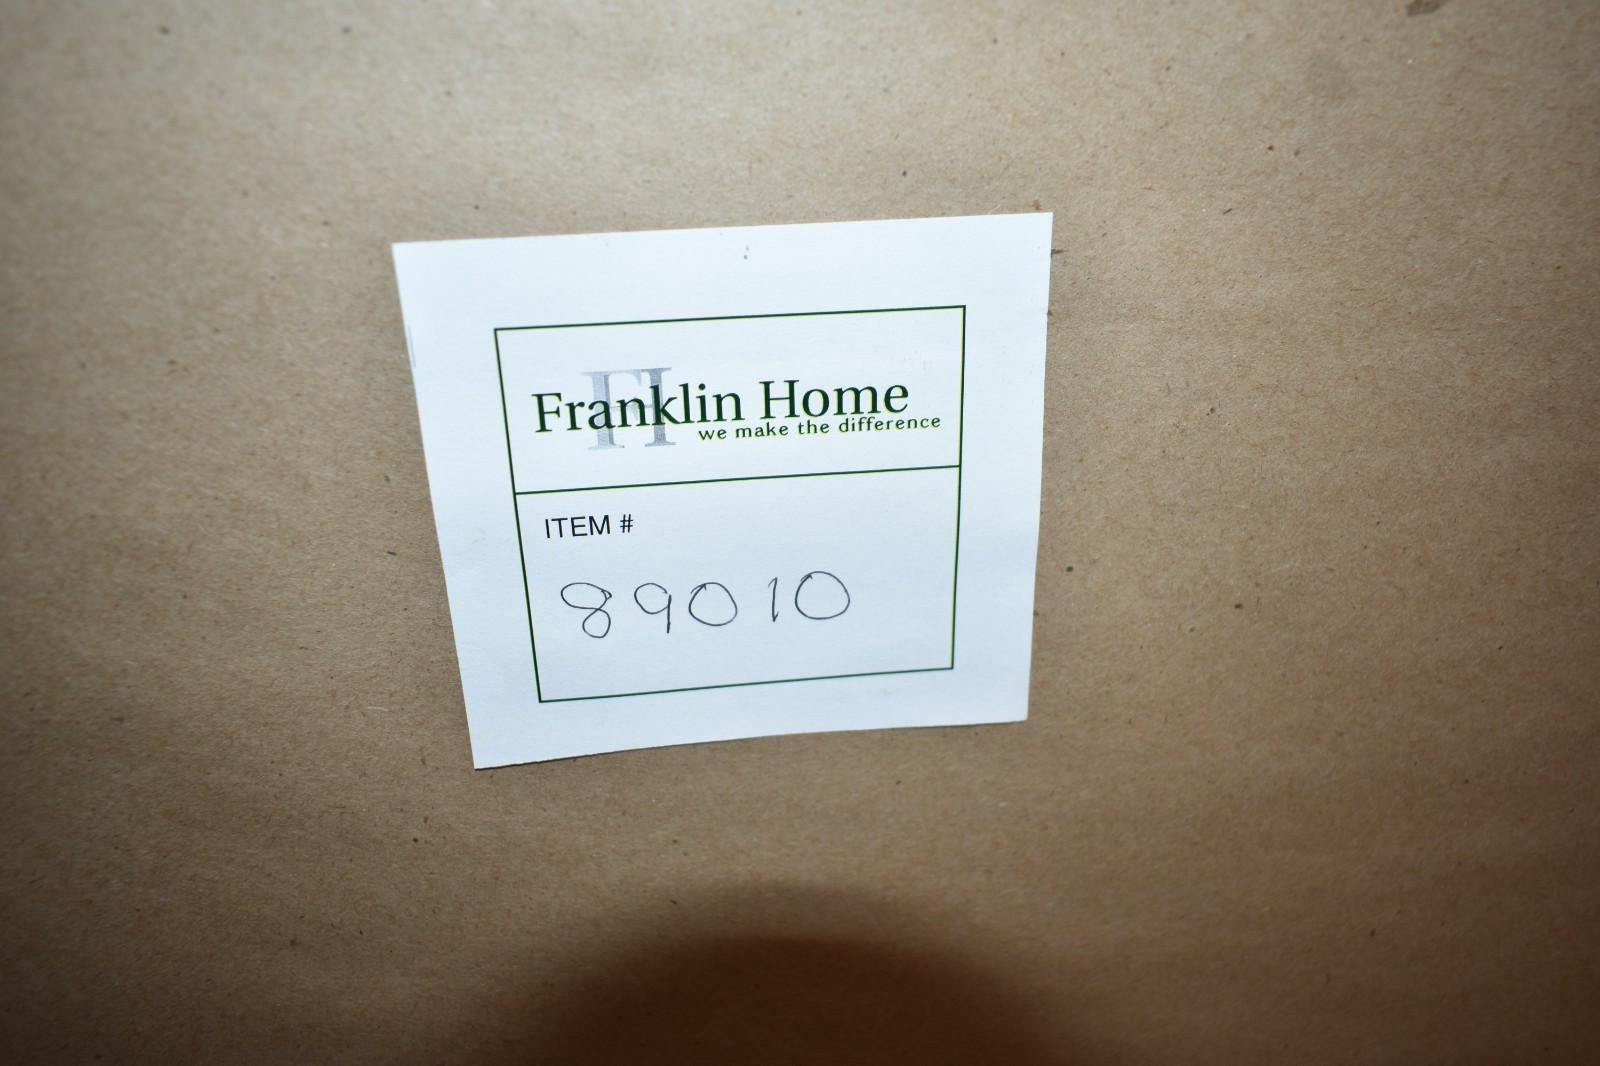 FH
Franklin Home
we make the difference
ITEM #
89010